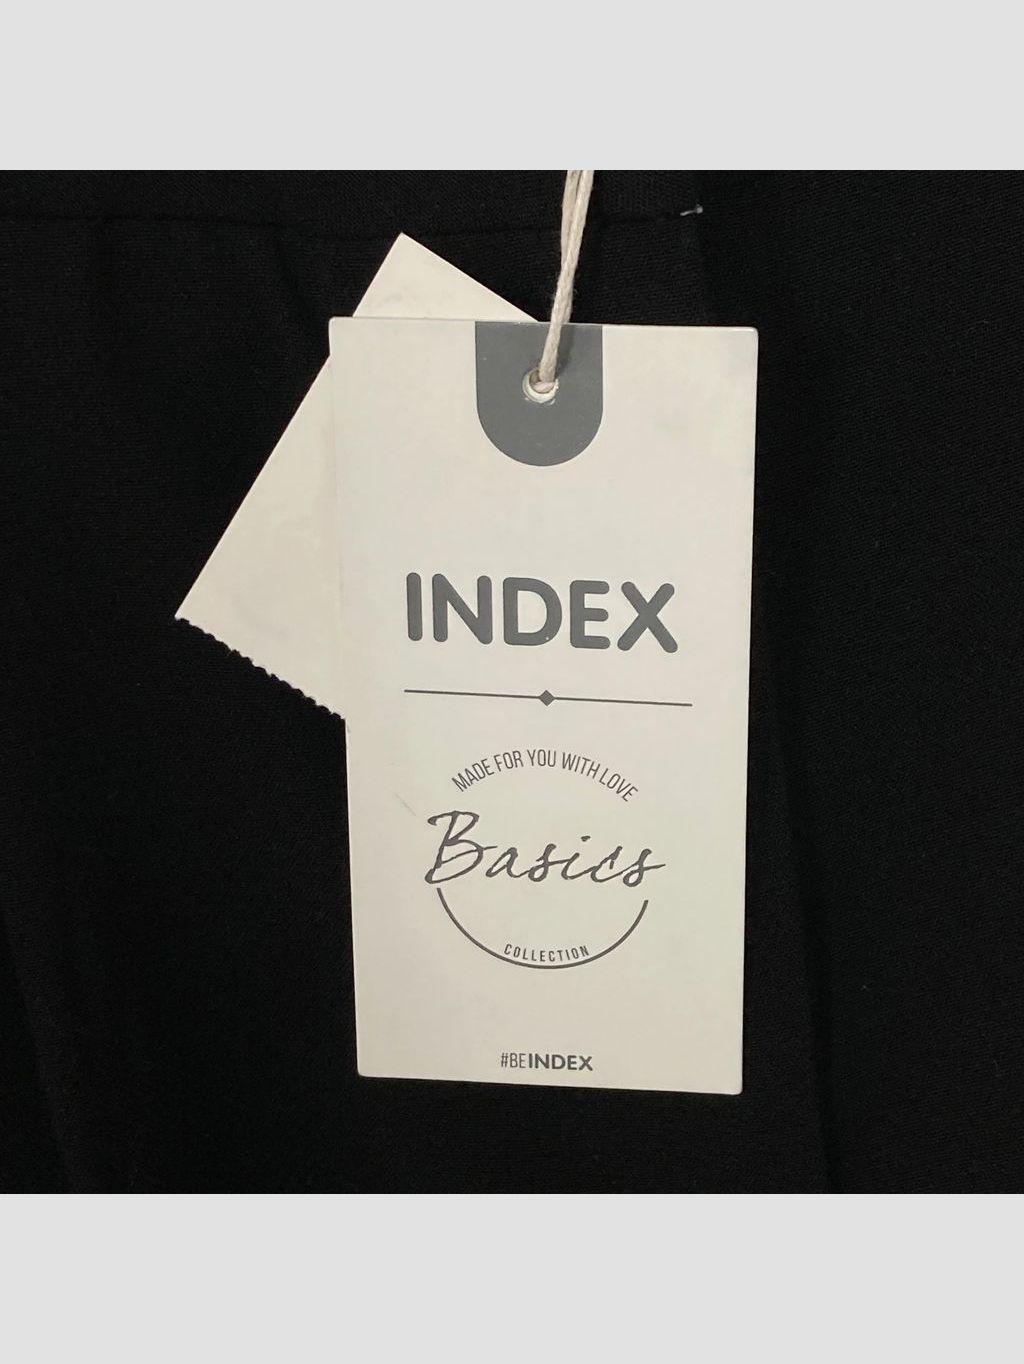 INDEX
MADE FOR YOU WITH LOVE
Basics
COLLECTION
#BEINDEX